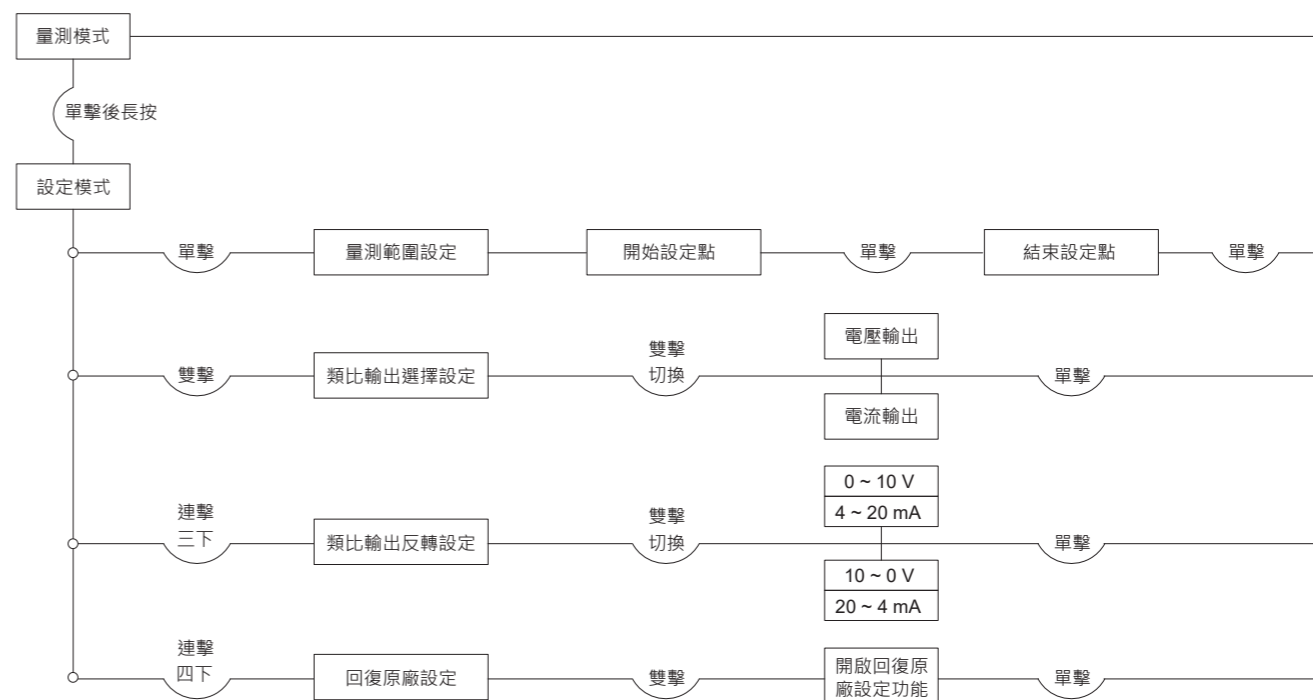 量測模式
單擊後長按
設定模式
單擊
量測範圍設定
開始設定點
單擊
結束設定點
單擊
雙擊
類比輸出選擇設定
雙擊
切換
電壓輸出
電流輸出
單擊
連擊
三下
類比輸出反轉設定
雙擊
切換
0 ~ 10 V
4 ~ 20 mA
10 ~ 0 V
20 ~ 4 mA
單擊
連擊
四下
回復原廠設定
雙擊
開啟回復原
廠設定功能
單擊